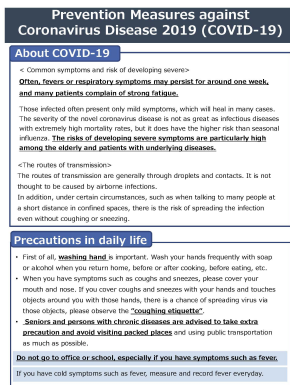 Prevention Measures against
Coronavirus Disease 2019 (COVID-19)
About COVID-19
< Common symptoms and risk of developing severe>
Often, fevers or respiratory symptoms may persist for around one week,
and many patients complain of strong fatigue.
Those infected often present only mild symptoms, which will heal in many cases.
The severity of the novel coronavirus disease is not as great as infectious diseases
with extremely high mortality rates, but it does have the higher risk than seasonal
influenza. The risks of developing severe symptoms are particularly high
among the elderly and patients with underlying diseases.
<The routes of transmission>
The routes of transmission are generally through droplets and contacts. It is not
thought to be caused by airborne infections.
In addition, under certain circumstances, such as when talking to many people at
a short distance in confined spaces, there is the risk of spreading the infection
even without coughing or sneezing.
Precautions in daily life
• First of all, washing hand is important. Wash your hands frequently with soap
or alcohol when you return home, before or after cooking, before eating, etc.
• When you have symptoms such as coughs and sneezes, please cover your
mouth and nose. If you cover coughs and sneezes with your hands and touches
objects around you with those hands, there is a chance of spreading virus via
those objects, please observe the "coughing etiquette".
• Seniors and persons with chronic diseases are advised to take extra
precaution and avoid visiting packed places and using public transportation
as much as possible.
Do not go to office or school, especially if you have symptoms such as fever.
If you have cold symptoms such as fever, measure and record fever everyday.